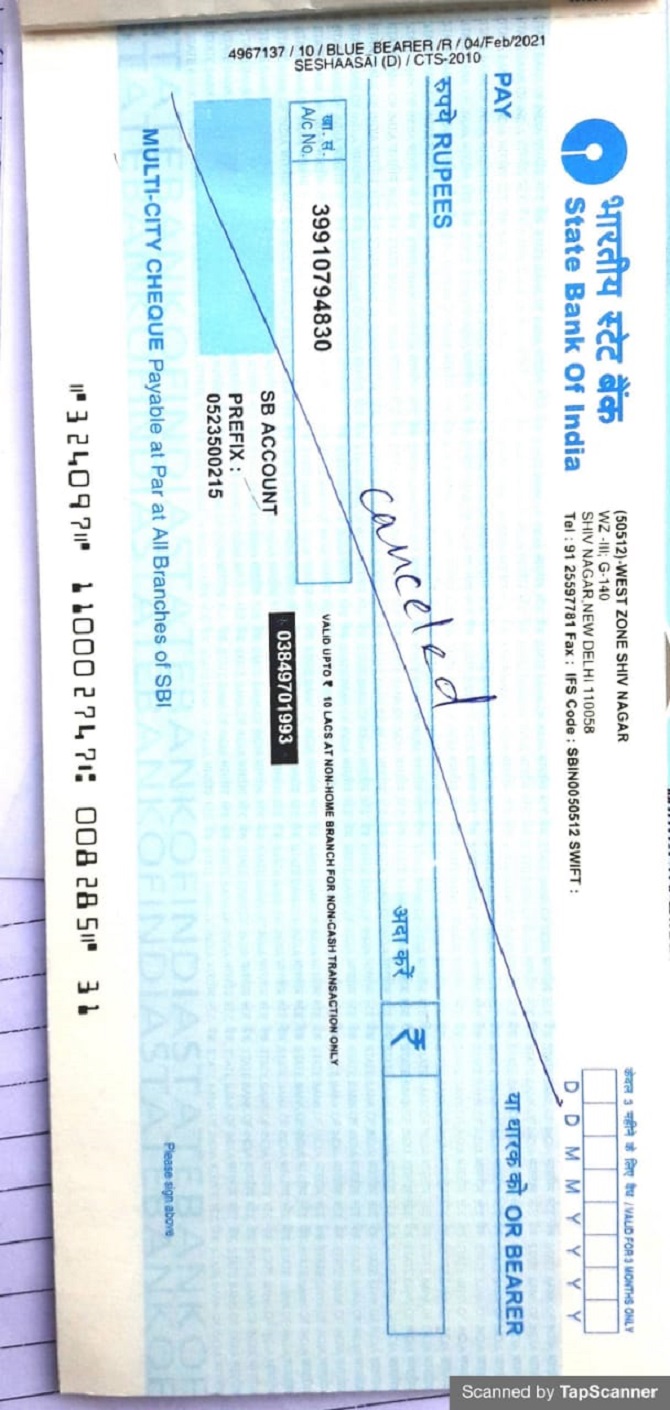 4967137 / 10 / BLUE_BEARER /R / 04/Feb/2021
SESHAASAI (D) / CTS-2010
भारतीय स्टेट बैंक
State Bank Of India
(50512)-WEST ZONE SHIV NAGAR
WZ -III; G-140
SHIV NAGAR,NEW DELHI 110058
Tel : 91 25597781 Fax : IFS Code : SBIN0050512 SWIFT :
केवल 3 महीने के लिए वैध / VALID FOR 3 MONTHS ONLY
D D M M Y Y Y Y
PAY
या धारक को OR BEARER
रुपये RUPEES
canceled
अदा करें ₹
खा. सं.
A/c No.
39910794830
VALID UPTO ₹ 10 LACS AT NON-HOME BRANCH FOR NON-CASH TRANSACTION ONLY
SB ACCOUNT
PREFIX :
0523500215
03849701993
MULTI-CITY CHEQUE Payable at Par at All Branches of SBI
Please sign above
⑈324097⑈ 110002747⑆ 008285⑈ 31
Scanned by TapScanner